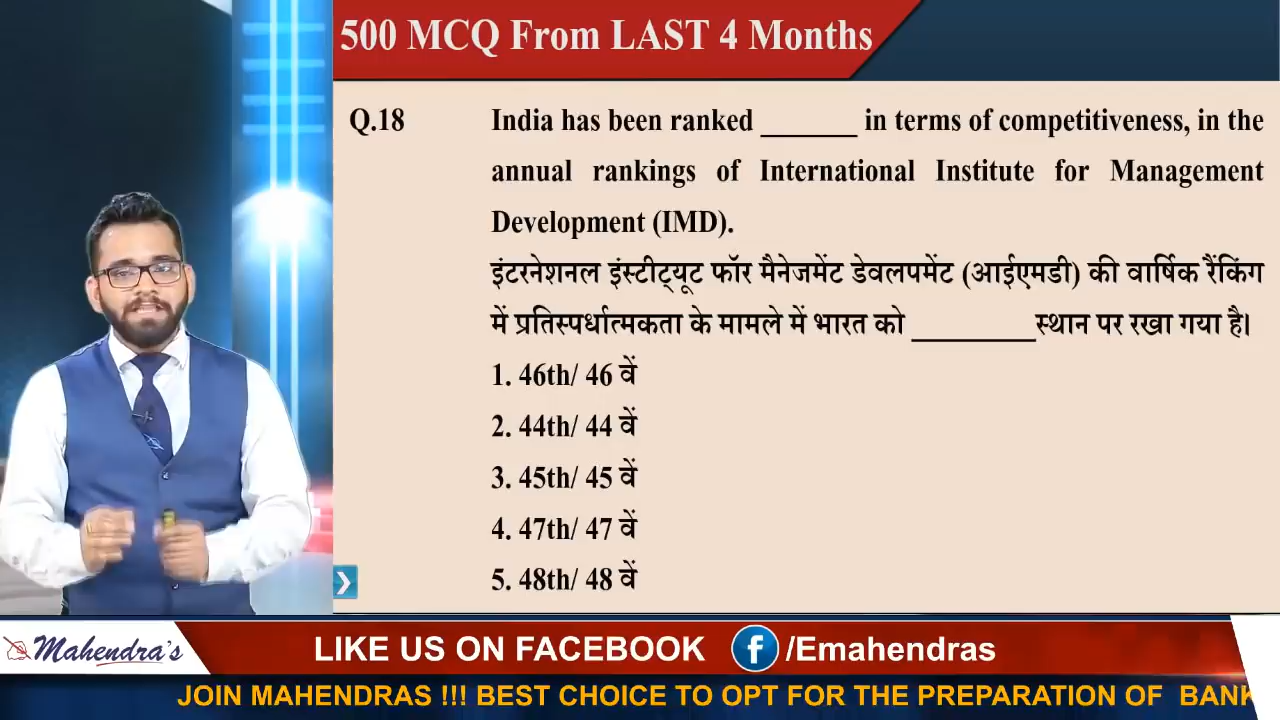 500 MCQ From LAST 4 Months
Q.18 India has been ranked _______ in terms of competitiveness, in the
annual rankings of International Institute for Management
Development (IMD).
इंटरनेशनल इंस्टीट्यूट फॉर मैनेजमेंट डेवलपमेंट (आईएमडी) की वार्षिक रैंकिंग
में प्रतिस्पर्धात्मकता के मामले में भारत को _________स्थान पर रखा गया है।
1. 46th/ 46 वें
2. 44th/ 44 वें
3. 45th/ 45 वें
4. 47th/ 47 वें
5. 48th/ 48 वें
Mahendra's
LIKE US ON FACEBOOK f /Emahendras
JOIN MAHENDRAS !!! BEST CHOICE TO OPT FOR THE PREPARATION OF BANK